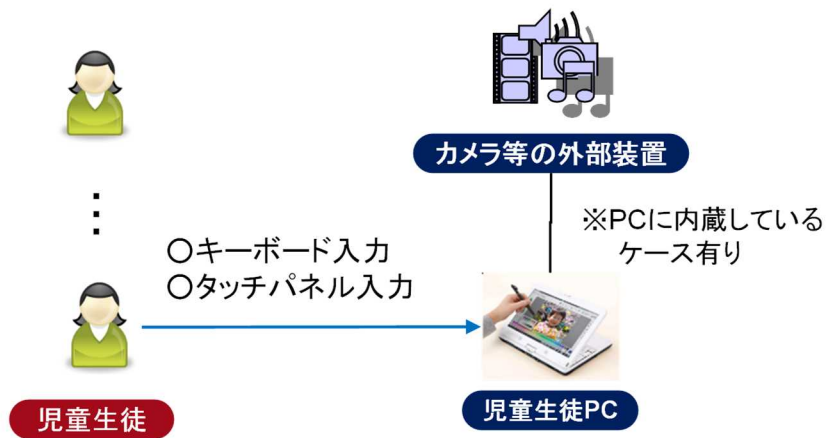 カメラ等の外部装置
※PCに内蔵している
ケース有り
〇キーボード入力
〇タッチパネル入力
児童生徒
児童生徒PC